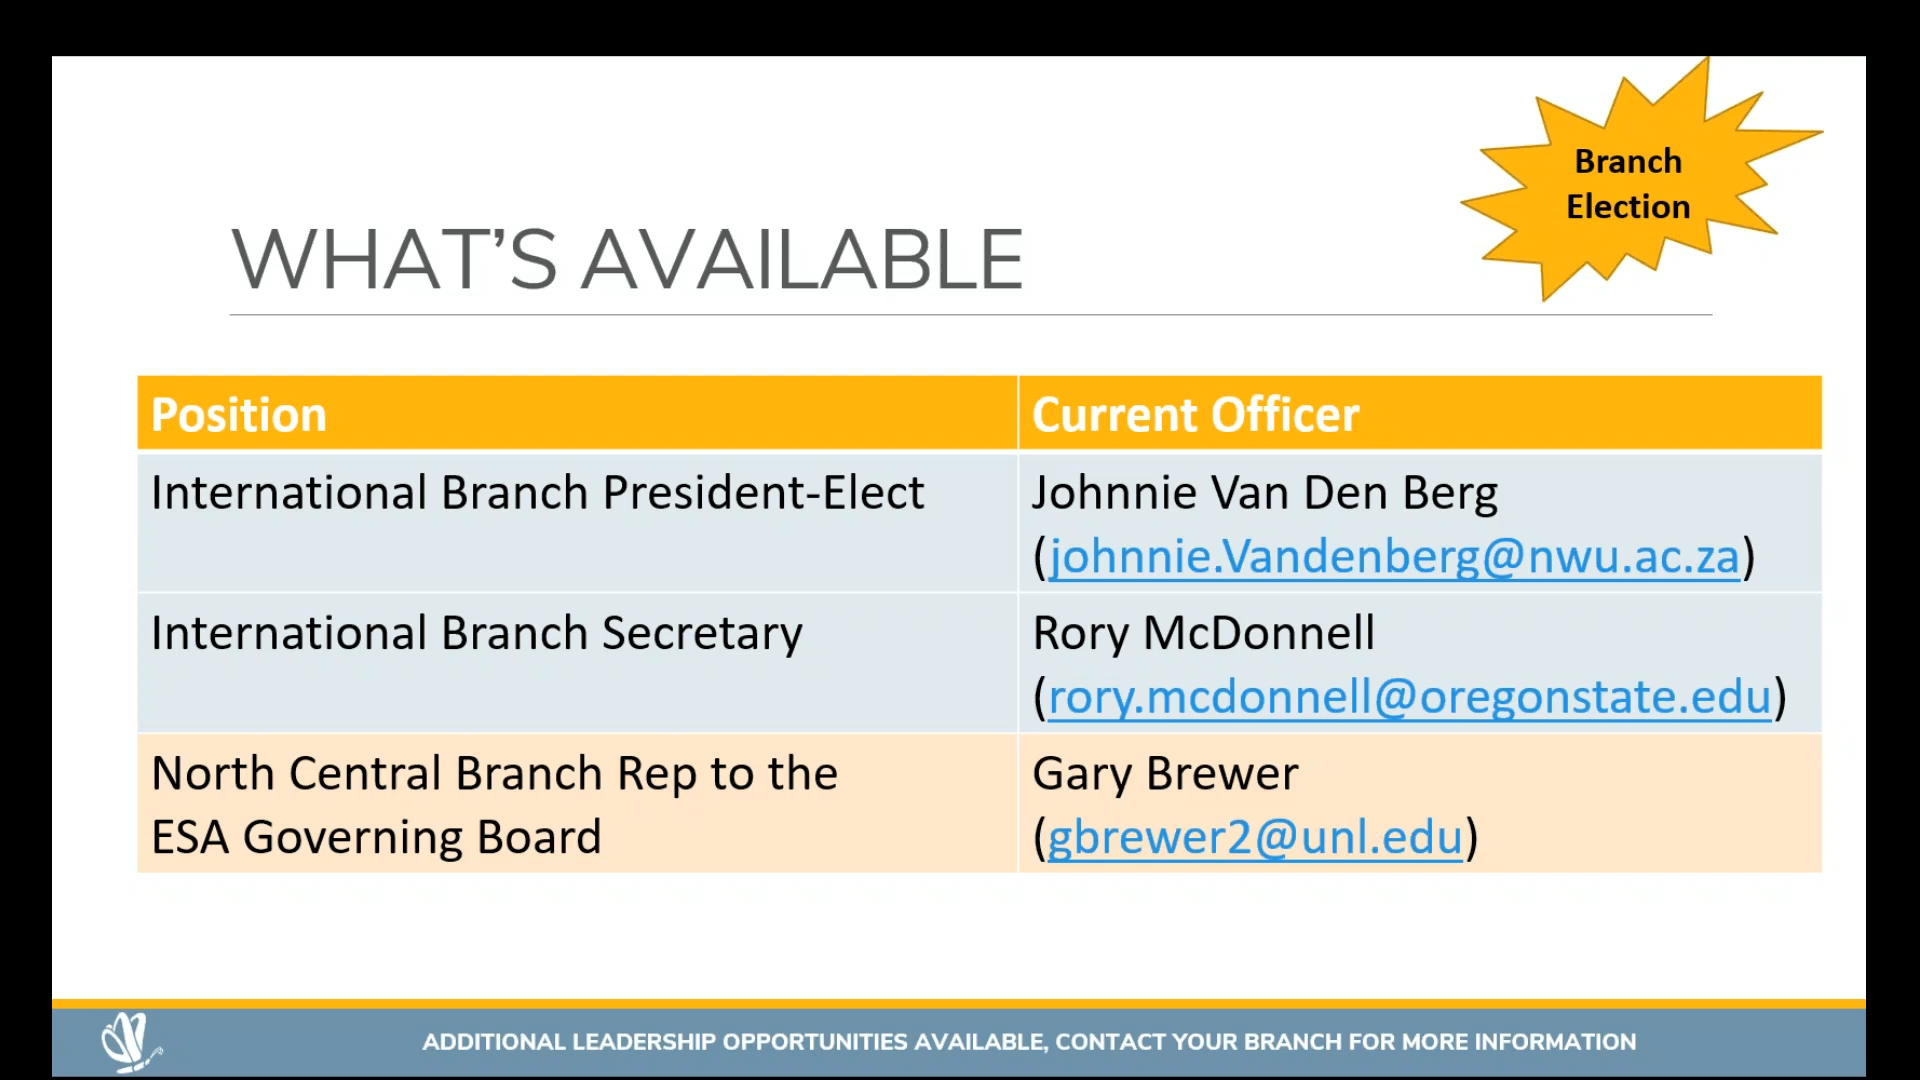 Branch
Election
WHAT’S AVAILABLE
Position
Current Officer
International Branch President-Elect
Johnnie Van Den Berg
(johnnie.Vandenberg@nwu.ac.za)
International Branch Secretary
Rory McDonnell
(rory.mcdonnell@oregonstate.edu)
North Central Branch Rep to the
ESA Governing Board
Gary Brewer
(gbrewer2@unl.edu)
ADDITIONAL LEADERSHIP OPPORTUNITIES AVAILABLE, CONTACT YOUR BRANCH FOR MORE INFORMATION